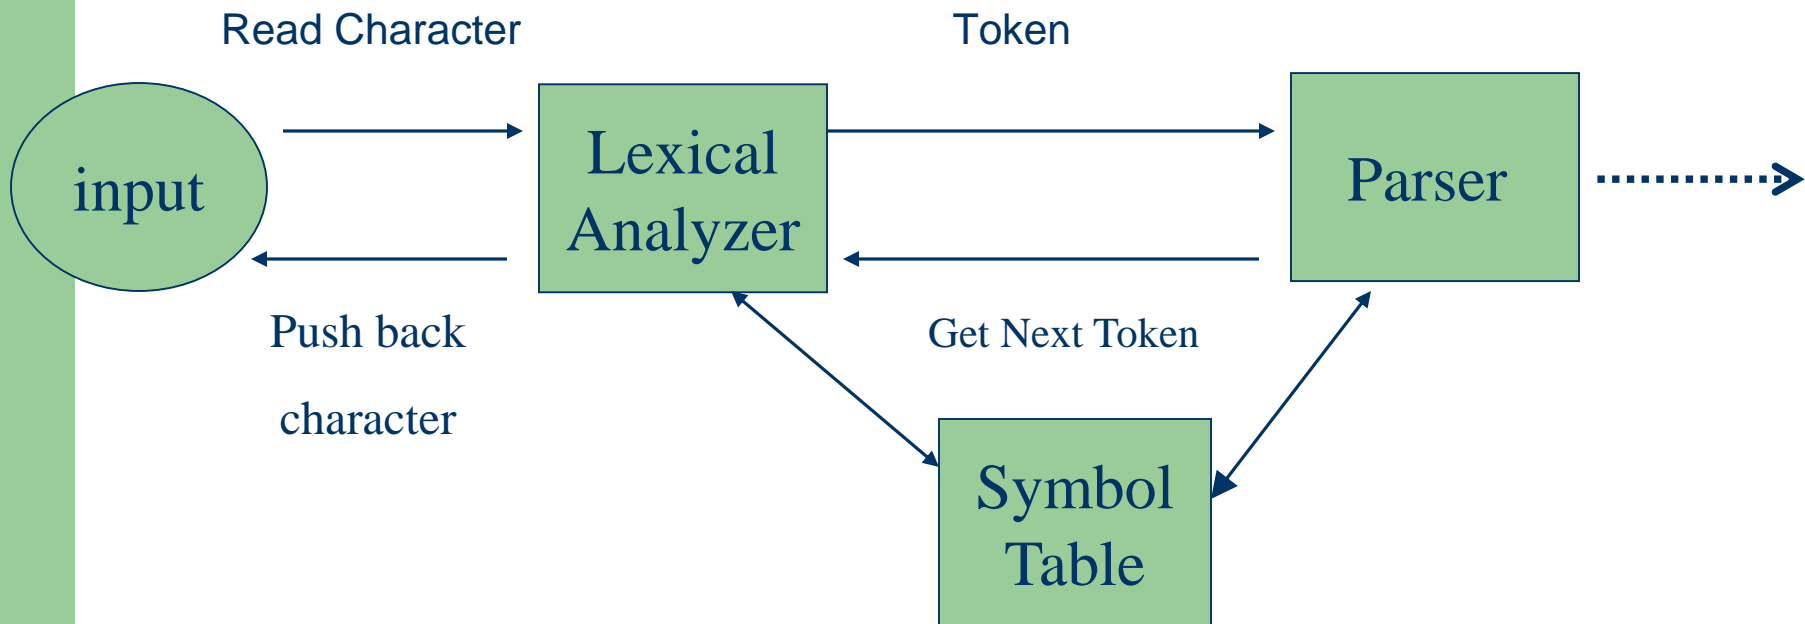 Read Character
Token
input
Lexical
Analyzer
Parser
Push back
character
Get Next Token
Symbol
Table